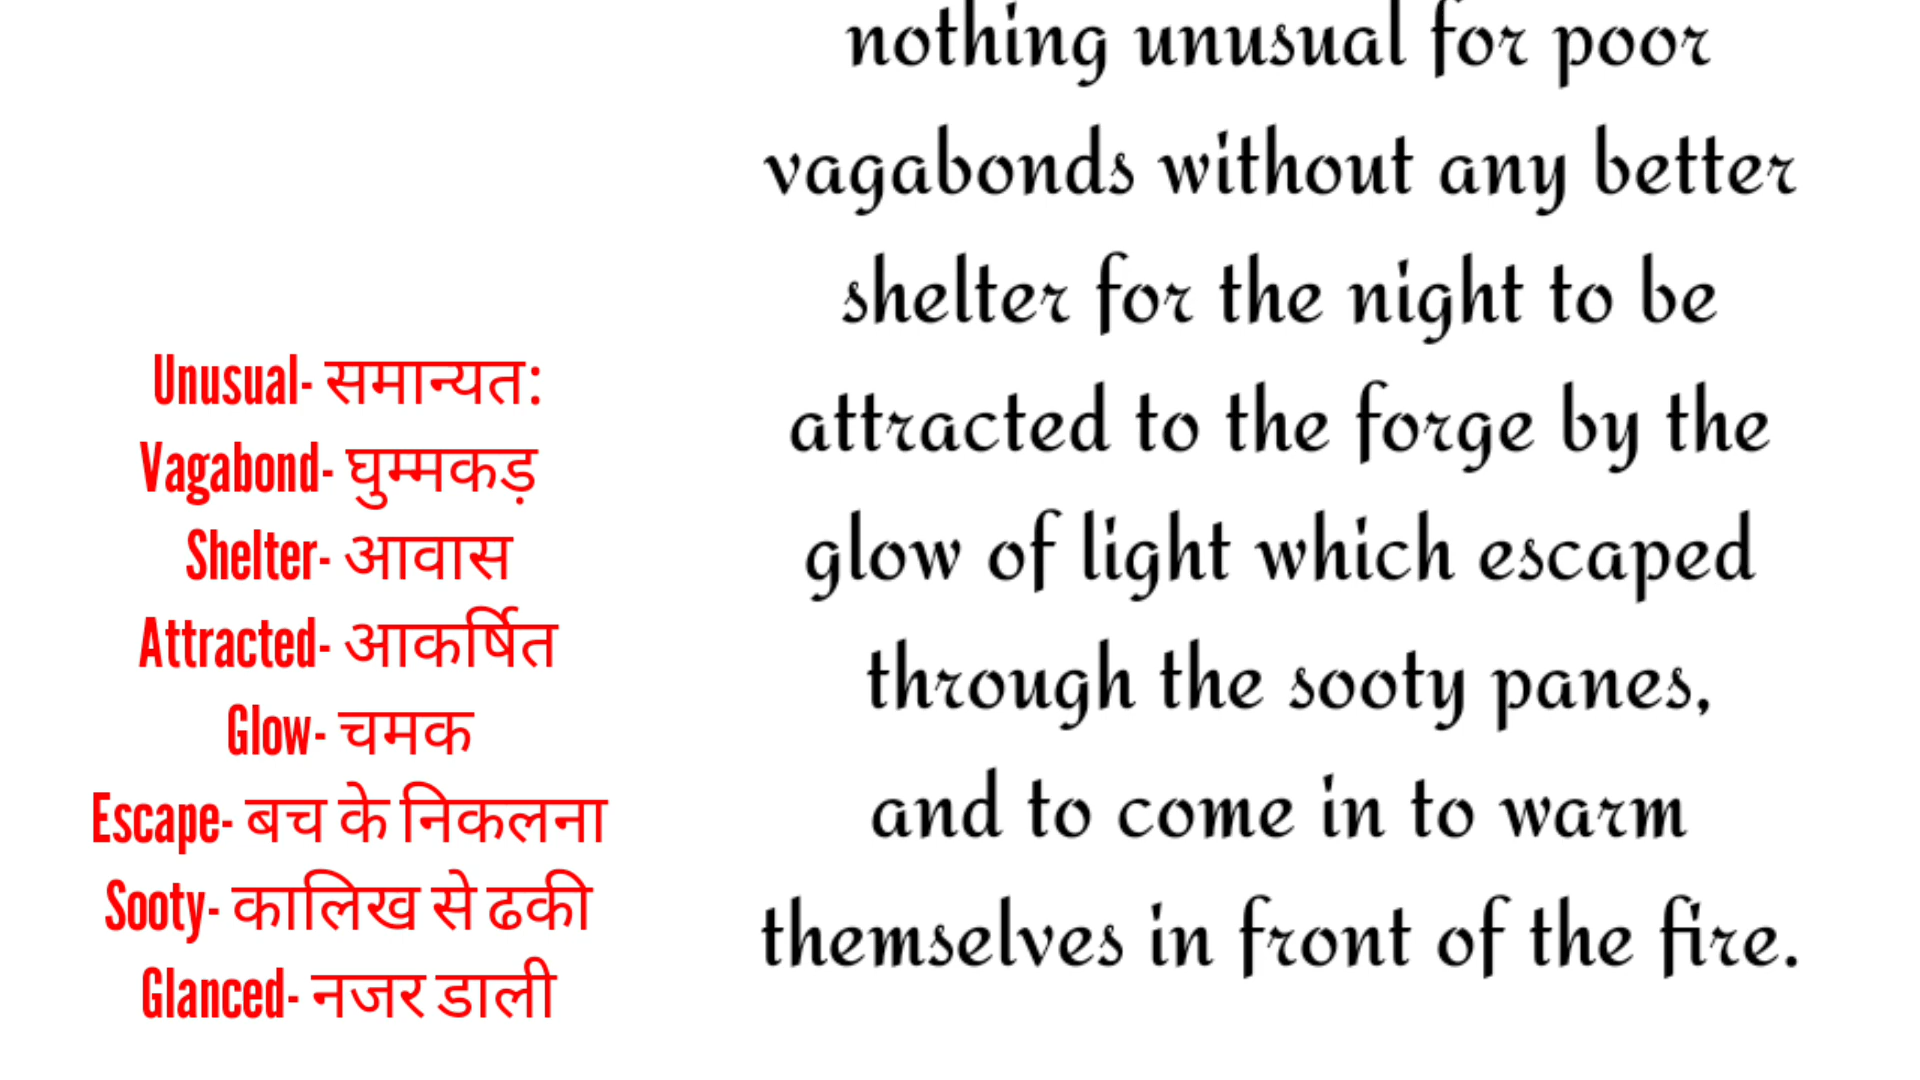 Unusual- समान्यत:
Vagabond- घुम्मकड़
Shelter- आवास
Attracted- आकर्षित
Glow- चमक
Escape- बच के निकलना
Sooty- कालिख से ढकी
Glanced- नजर डाली
nothing unusual for poor
vagabonds without any better
shelter for the night to be
attracted to the forge by the
glow of light which escaped
through the sooty panes,
and to come in to warm
themselves in front of the fire.